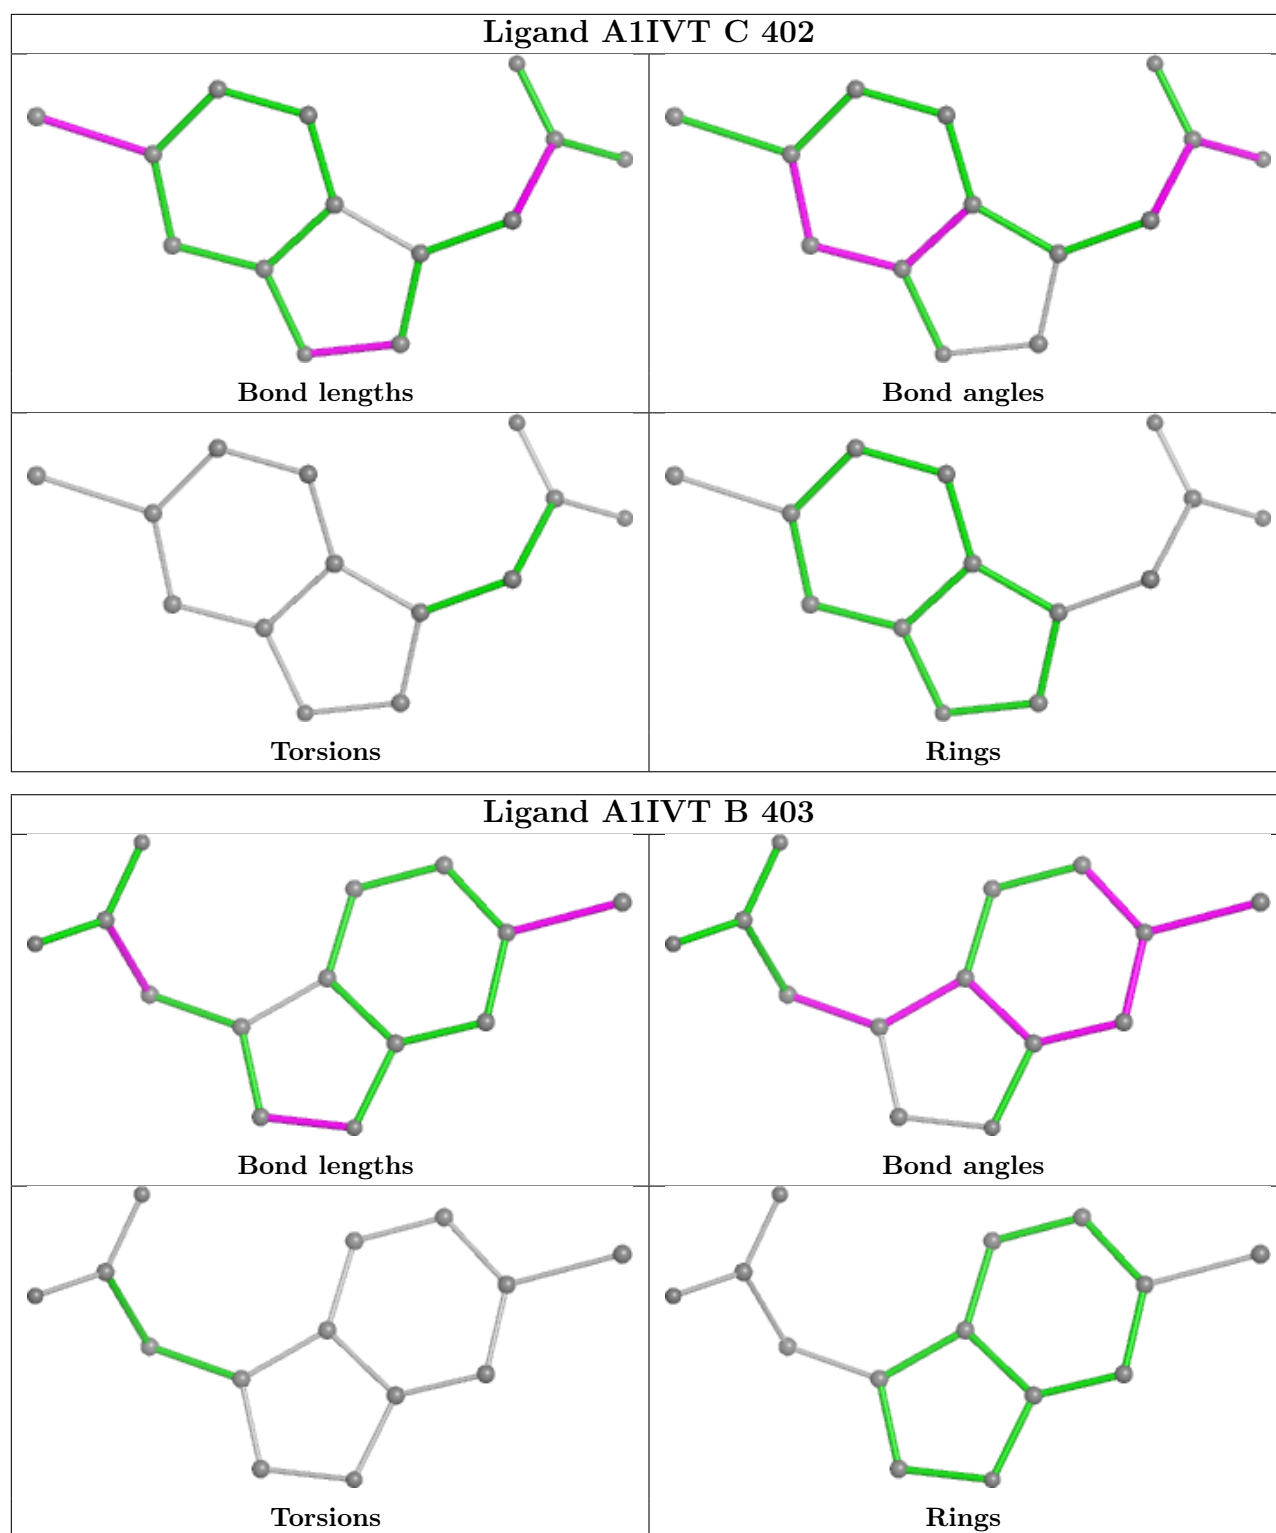 Ligand A1IVT C 402
Bond lengths
Bond angles
Torsions
Rings
Ligand A1IVT B 403
Bond lengths
Bond angles
Torsions
Rings